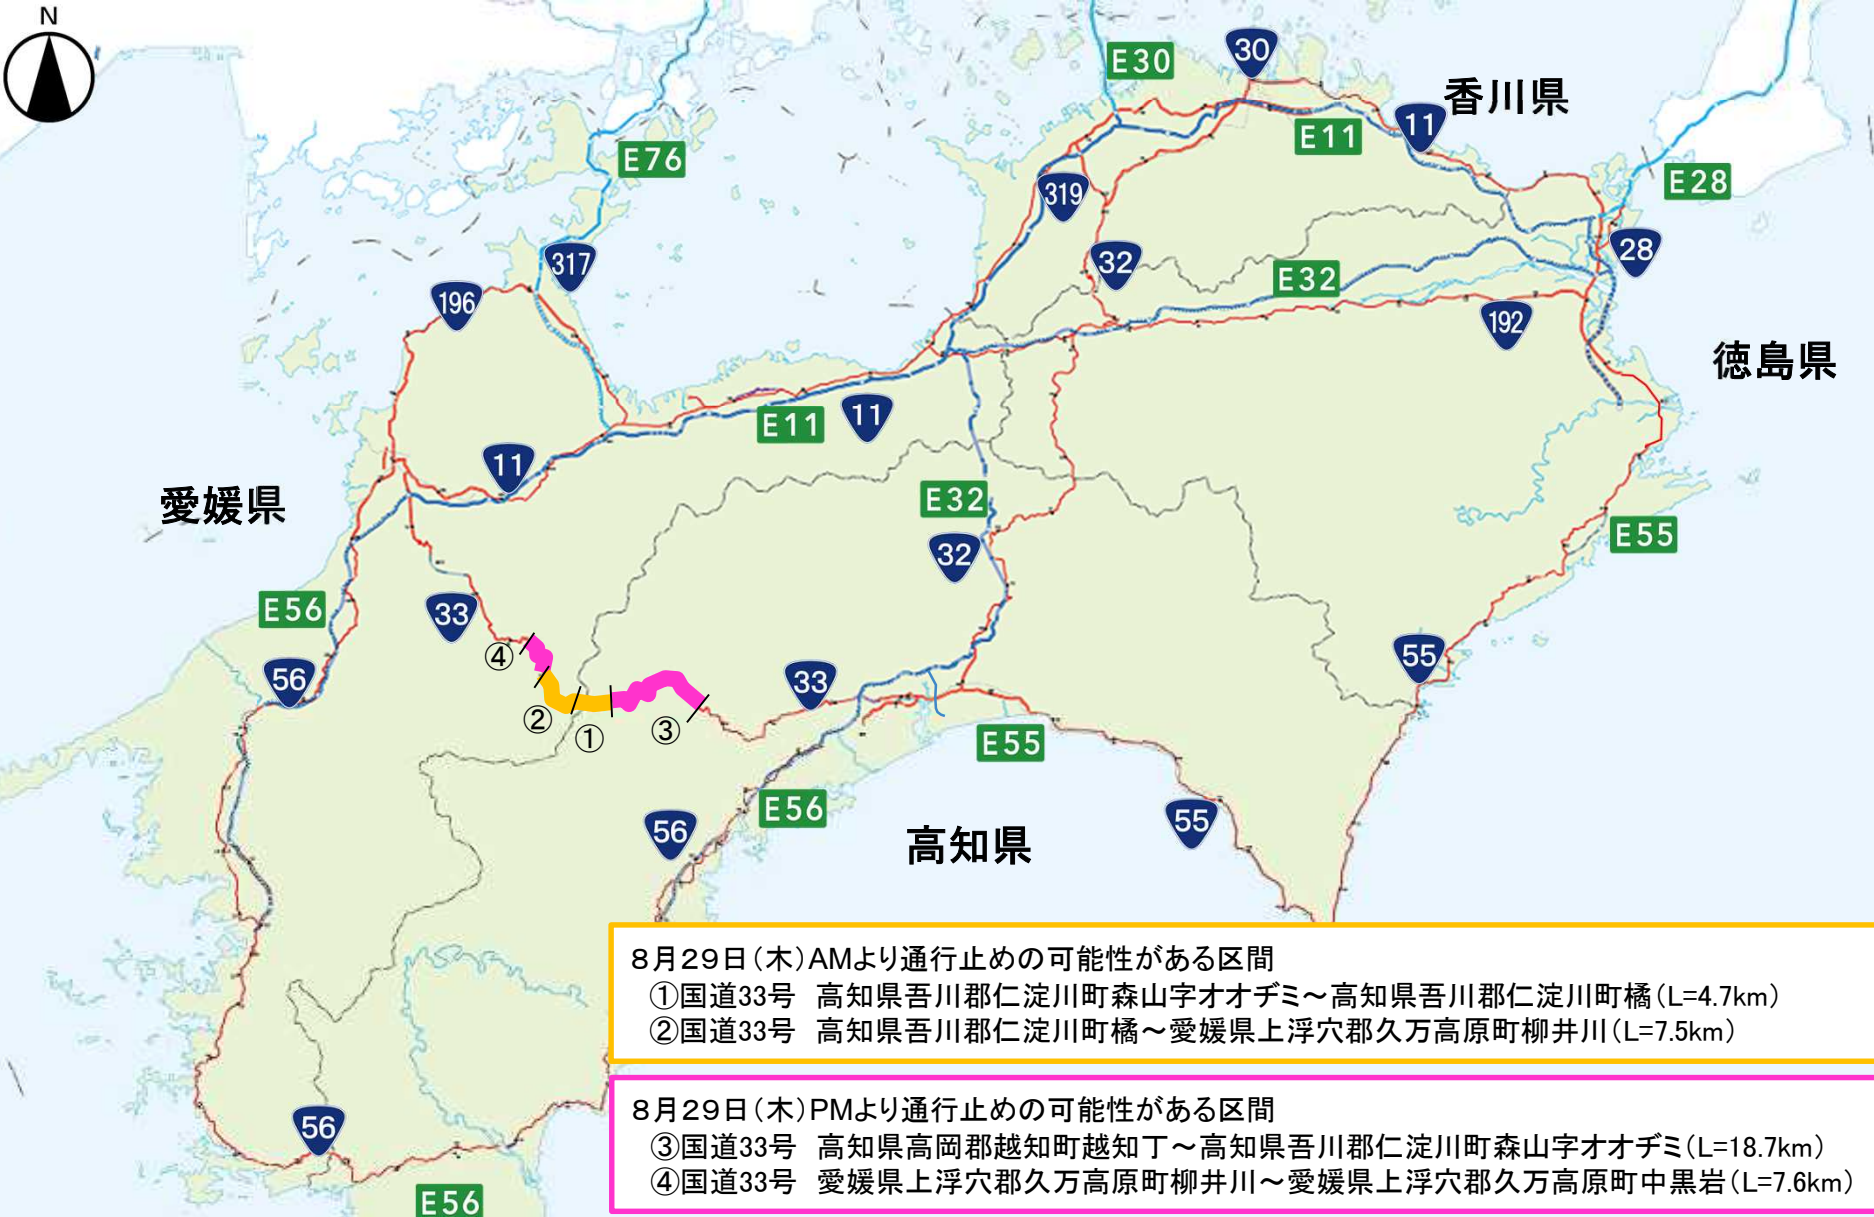 N
E30
30
香川県
11
E11
E76
E28
319
317
32
28
196
E32
192
徳島県
E11
11
11
愛媛県
E32
E55
32
E56
33
④
55
56
33
②
①
③
E55
E56
56
55
高知県
8月29日(木)AMより通行止めの可能性がある区間
①国道33号 高知県吾川郡仁淀川町森山字オオヂミ～高知県吾川郡仁淀川町橘(L=4.7km)
②国道33号 高知県吾川郡仁淀川町橘～愛媛県上浮穴郡久万高原町柳井川(L=7.5km)
8月29日(木)PMより通行止めの可能性がある区間
③国道33号 高知県高岡郡越知町越知丁～高知県吾川郡仁淀川町森山字オオヂミ(L=18.7km)
④国道33号 愛媛県上浮穴郡久万高原町柳井川～愛媛県上浮穴郡久万高原町中黒岩(L=7.6km)
56
E56